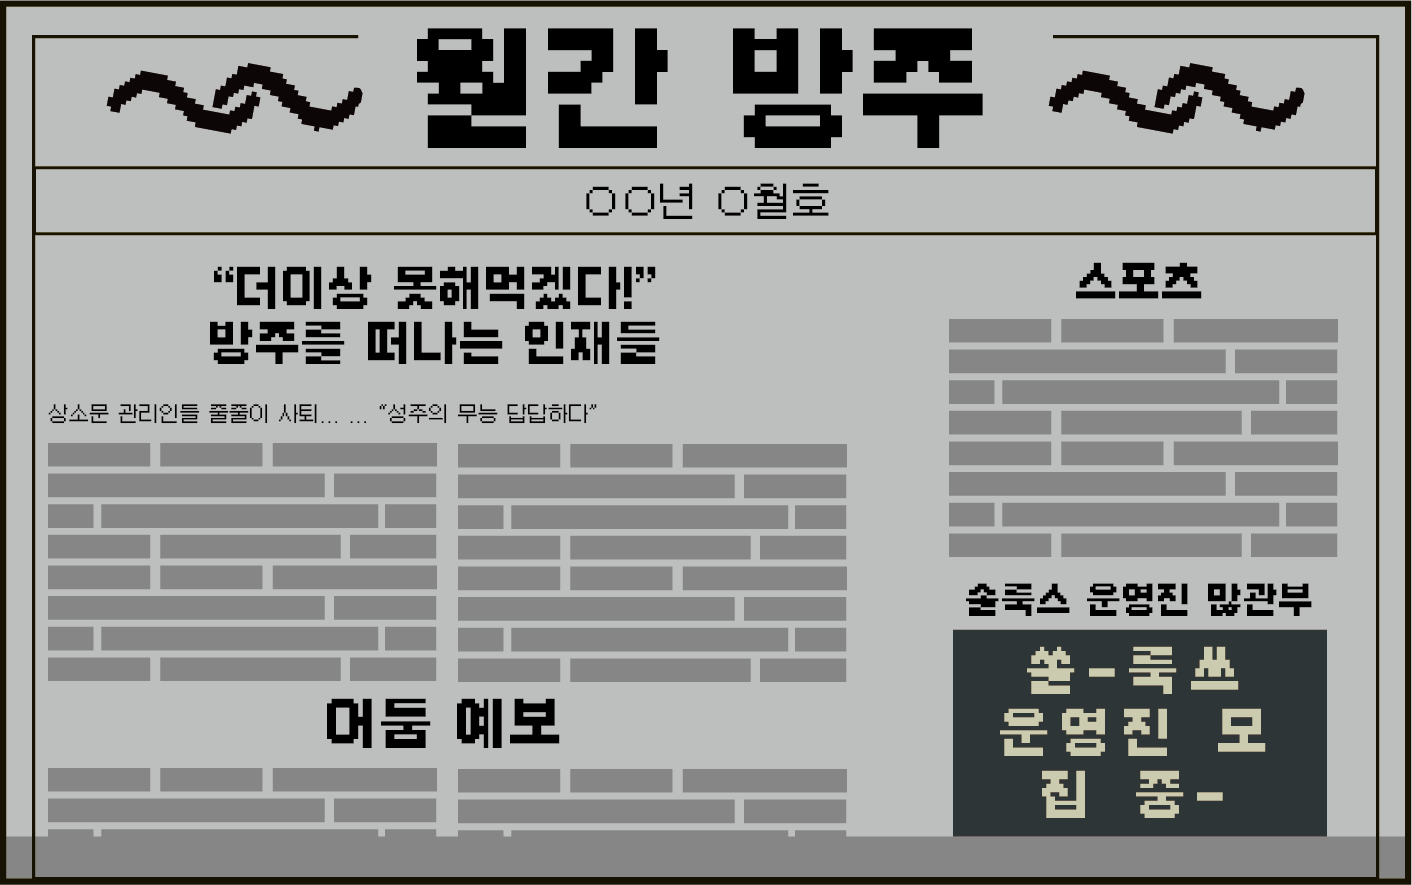 월간 방주
○○년 ○월호
“더이상 못해먹겠다!”
방주를 떠나는 인재들
상소문 관리인들 줄줄이 사퇴... ... “성주의 무능 답답하다”
어둠 예보
스포츠
솔룩스 운영진 많관부
쏠-룩쓰
운영진 모
집 중-